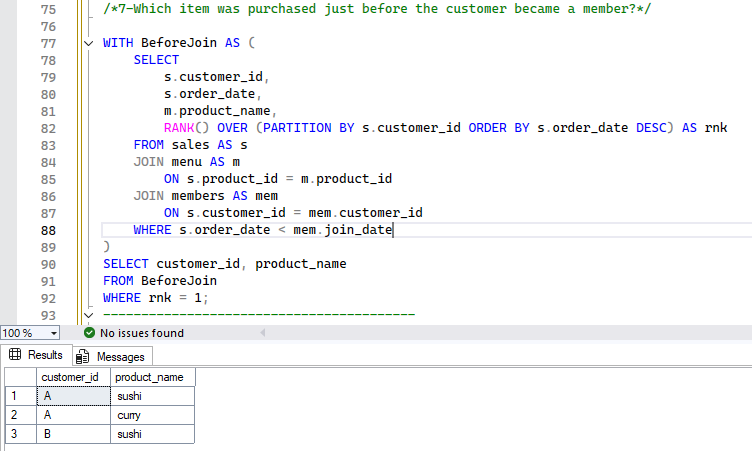 75 /*7-Which item was purchased just before the customer became a member?*/
76
77 WITH BeforeJoin AS (
78 SELECT
79 s.customer_id,
80 s.order_date,
81 m.product_name,
82 RANK() OVER (PARTITION BY s.customer_id ORDER BY s.order_date DESC) AS rnk
83 FROM sales AS s
84 JOIN menu AS m
85 ON s.product_id = m.product_id
86 JOIN members AS mem
87 ON s.customer_id = mem.customer_id
88 WHERE s.order_date < mem.join_date
89 )
90 SELECT customer_id, product_name
91 FROM BeforeJoin
92 WHERE rnk = 1;
93 -----------------------------------------
100 % No issues found
Results Messages
customer_id product_name
1 A sushi
2 A curry
3 B sushi